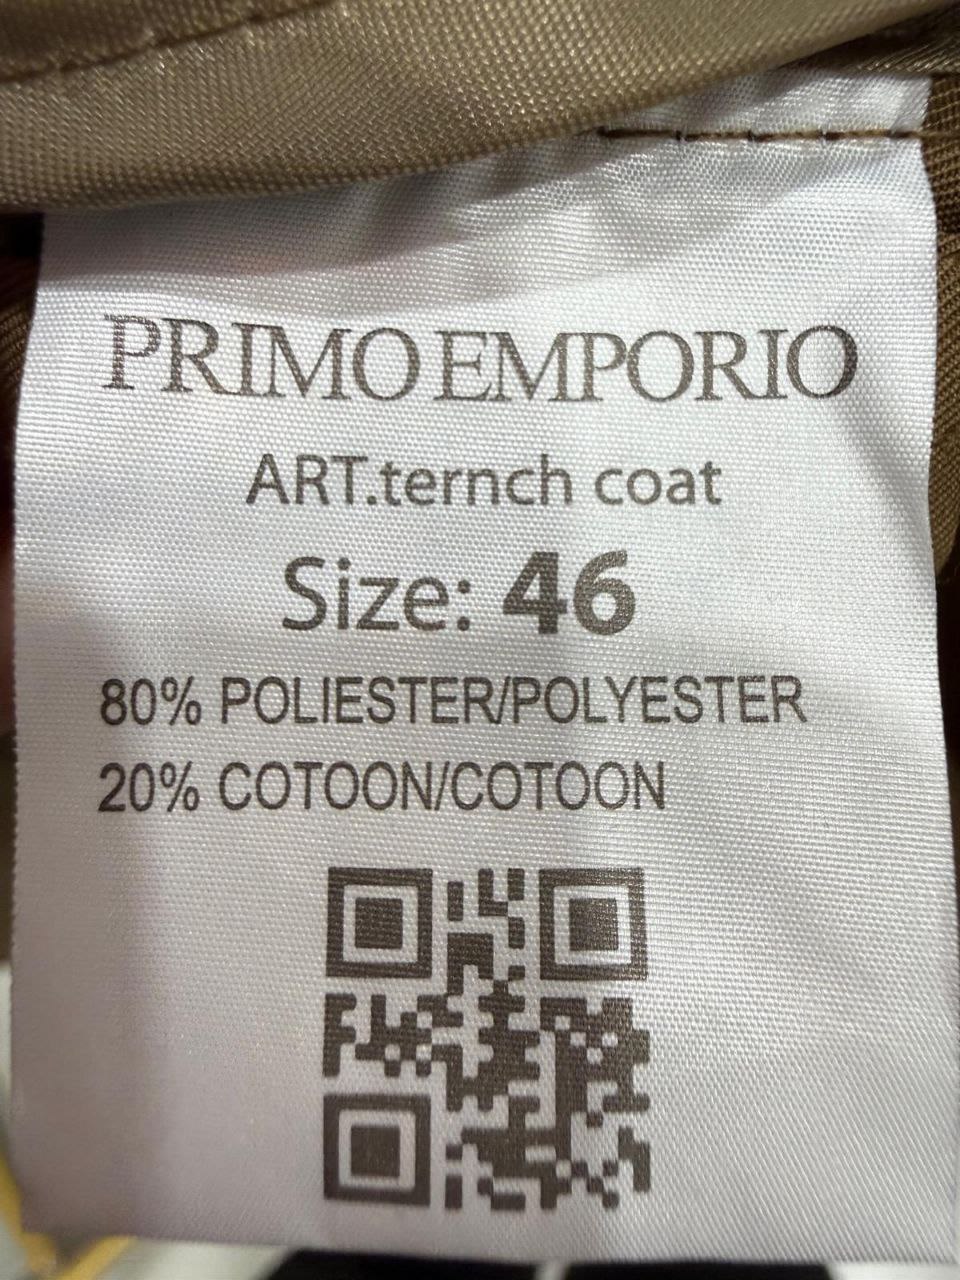 PRIMO EMPORIO
ART.ternch coat
Size: 46
80% POLIESTER/POLYESTER
20% COTOON/COTOON